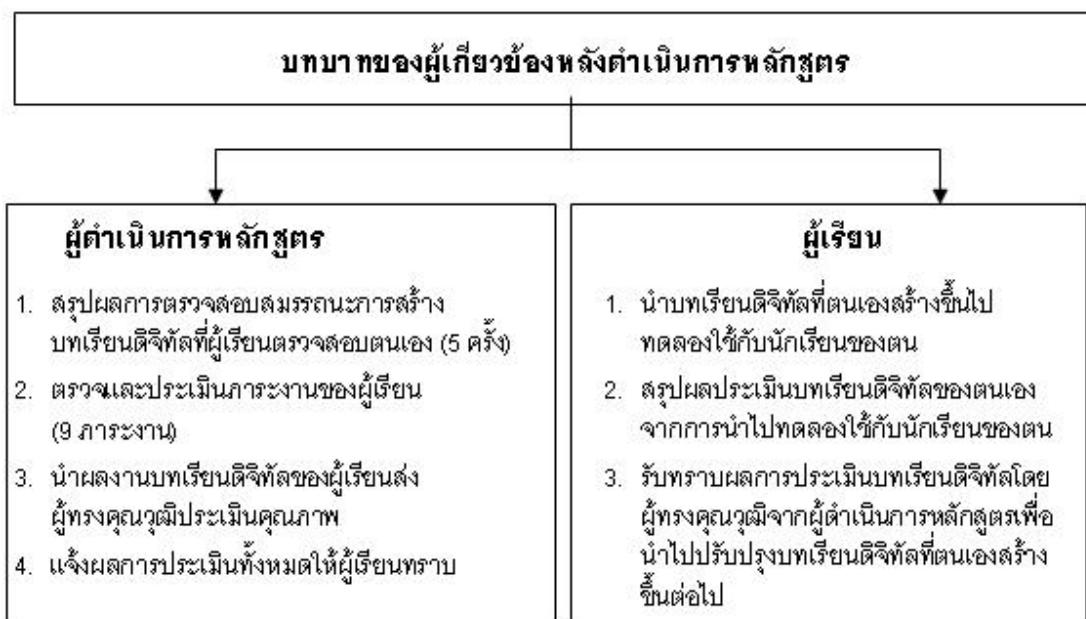 บทบาทของผู้เกี่ยวข้องหลังดำเนินการหลักสูตร
ผู้ดำเนินการหลักสูตร
1. สรุปผลการตรวจสอบสมรรถนะการสร้าง
บทเรียนดิจิทัลที่ผู้เรียนตรวจสอบตนเอง (5 ครั้ง)
2. ตรวจและประเมินภาระงานของผู้เรียน
(9 ภาระงาน)
3. นำผลงานบทเรียนดิจิทัลของผู้เรียนส่ง
ผู้ทรงคุณวุฒิประเมินคุณภาพ
4. แจ้งผลการประเมินทั้งหมดให้ผู้เรียนทราบ
ผู้เรียน
1. นำบทเรียนดิจิทัลที่ตนเองสร้างขึ้นไป
ทดลองใช้กับนักเรียนของตน
2. สรุปผลประเมินบทเรียนดิจิทัลของตนเอง
จากการนำไปทดลองใช้กับนักเรียนของตน
3. รับทราบผลการประเมินบทเรียนดิจิทัลโดย
ผู้ทรงคุณวุฒิจากผู้ดำเนินการหลักสูตรเพื่อ
นำไปปรับปรุงบทเรียนดิจิทัลที่ตนเองสร้าง
ขึ้นต่อไป